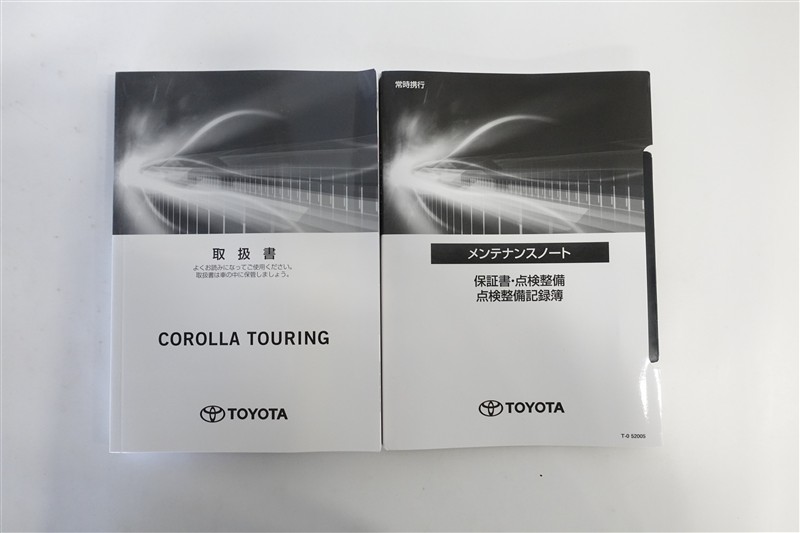 取扱書
よくお読みになってご使用ください。
取扱書は車の中に保管しましょう。
COROLLA TOURING
TOYOTA
常時携行
メンテナンスノート
保証書・点検整備
点検整備記録簿
TOYOTA
T-0 52005